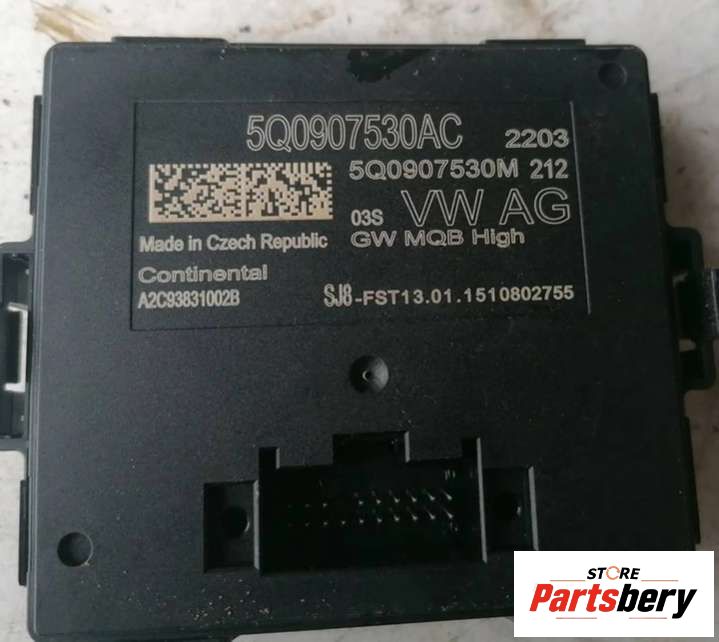 5Q0907530AC 2203
5Q0907530M 212
03S VW AG
Made in Czech Republic GW MQB High
Continental
A2C93831002B SJ8-FST13.01.1510802755
STORE
Partsbery